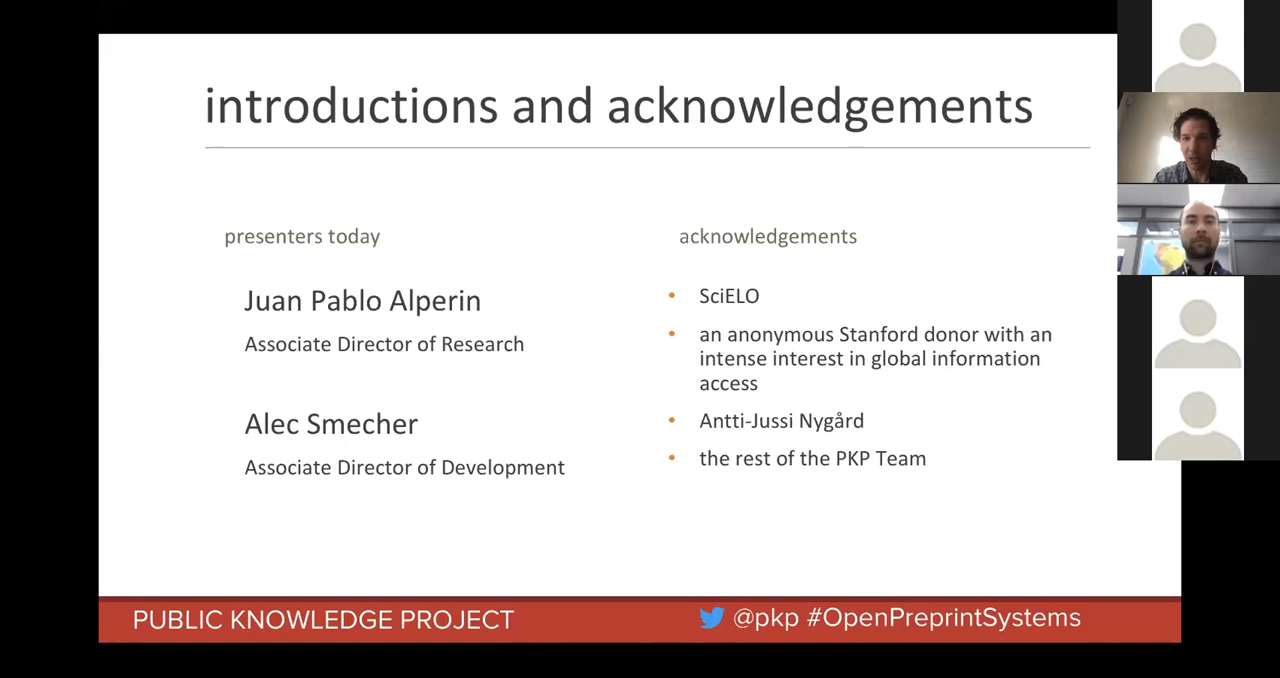 introductions and acknowledgements
presenters today
Juan Pablo Alperin
Associate Director of Research
Alec Smecher
Associate Director of Development
acknowledgements
• SciELO
• an anonymous Stanford donor with an
intense interest in global information
access
• Antti-Jussi Nygård
• the rest of the PKP Team
PUBLIC KNOWLEDGE PROJECT
@pkp #OpenPreprintSystems